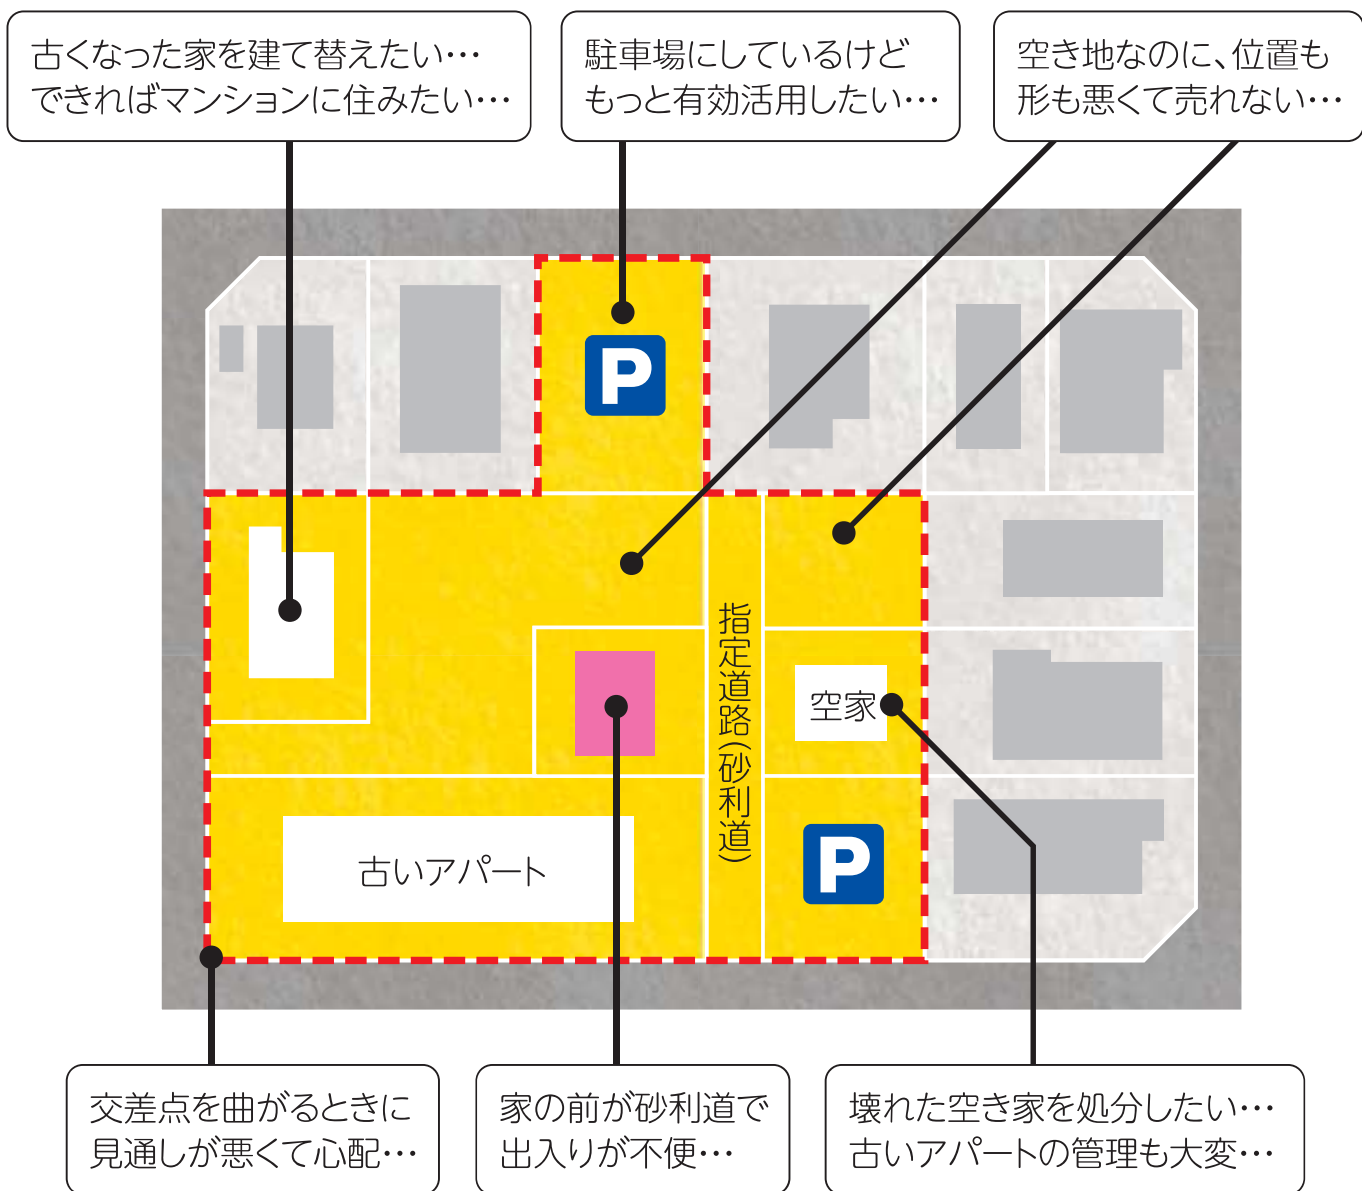 古くなった家を建て替えたい…
できればマンションに住みたい…
駐車場にしているけど
もっと有効活用したい…
空き地なのに、位置も
形も悪くて売れない…
P
指定道路(砂利道)
空家
古いアパート
P
交差点を曲がるときに
見通しが悪くて心配…
家の前が砂利道で
出入りが不便…
壊れた空き家を処分したい…
古いアパートの管理も大変…